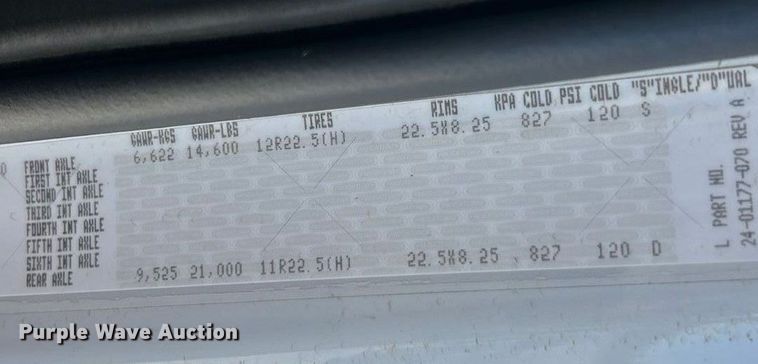 GAWR-KGS GAWR-LBS TIRES RIMS KPA COLD PSI COLD "S"INGLE/"D"UAL
FRONT AXLE 6,622 14,600 12R22.5(H) 22.5X8.25 827 120 S
FIRST INT AXLE
SECOND INT AXLE
THIRD INT AXLE
FOURTH INT AXLE
FIFTH INT AXLE
SIXTH INT AXLE
REAR AXLE 9,525 21,000 11R22.5(H) 22.5X8.25 827 120 D
L PART NO.
24-01177-070 REV A
Purple Wave Auction